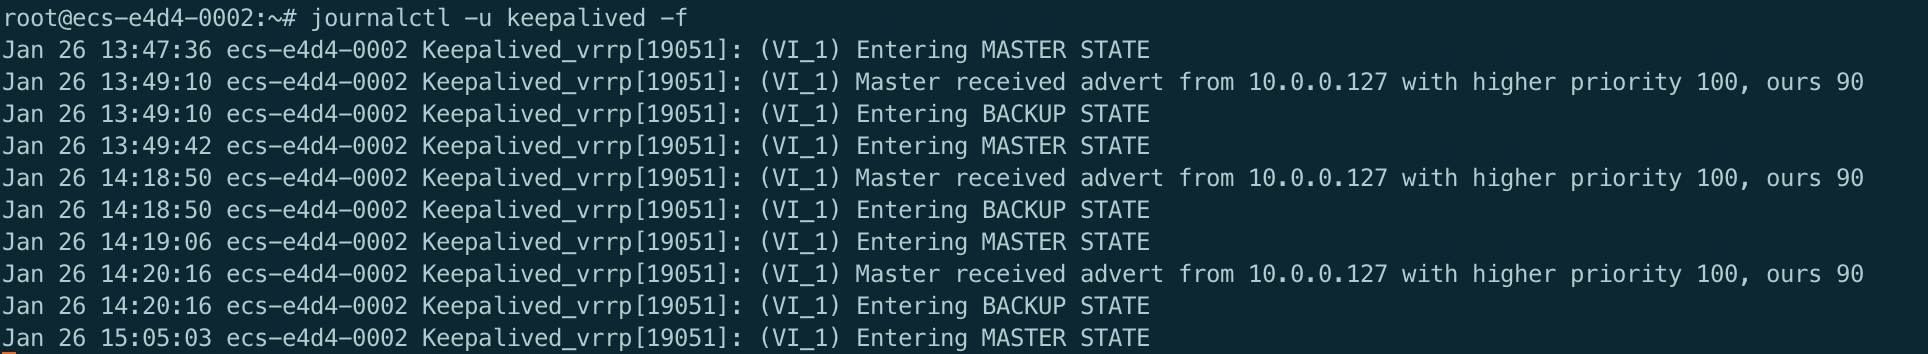 root@ecs-e4d4-0002:~# journalctl -u keepalived -f
Jan 26 13:47:36 ecs-e4d4-0002 Keepalived_vrrp[19051]: (VI_1) Entering MASTER STATE
Jan 26 13:49:10 ecs-e4d4-0002 Keepalived_vrrp[19051]: (VI_1) Master received advert from 10.0.0.127 with higher priority 100, ours 90
Jan 26 13:49:10 ecs-e4d4-0002 Keepalived_vrrp[19051]: (VI_1) Entering BACKUP STATE
Jan 26 13:49:42 ecs-e4d4-0002 Keepalived_vrrp[19051]: (VI_1) Entering MASTER STATE
Jan 26 14:18:50 ecs-e4d4-0002 Keepalived_vrrp[19051]: (VI_1) Master received advert from 10.0.0.127 with higher priority 100, ours 90
Jan 26 14:18:50 ecs-e4d4-0002 Keepalived_vrrp[19051]: (VI_1) Entering BACKUP STATE
Jan 26 14:19:06 ecs-e4d4-0002 Keepalived_vrrp[19051]: (VI_1) Entering MASTER STATE
Jan 26 14:20:16 ecs-e4d4-0002 Keepalived_vrrp[19051]: (VI_1) Master received advert from 10.0.0.127 with higher priority 100, ours 90
Jan 26 14:20:16 ecs-e4d4-0002 Keepalived_vrrp[19051]: (VI_1) Entering BACKUP STATE
Jan 26 15:05:03 ecs-e4d4-0002 Keepalived_vrrp[19051]: (VI_1) Entering MASTER STATE